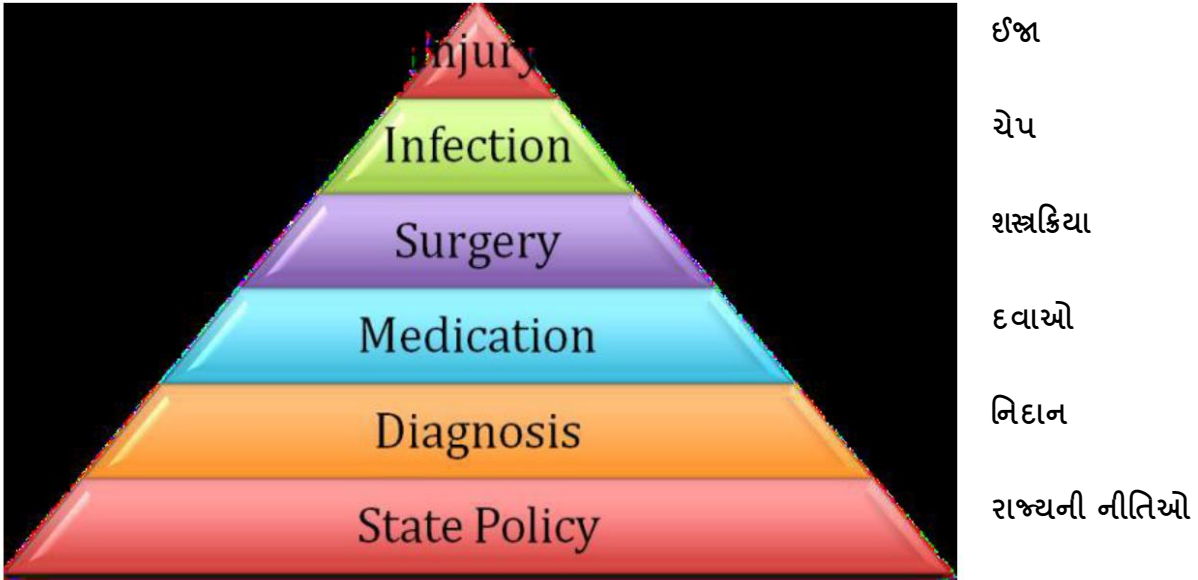 Injury
ઈજા
Infection
ચેપ
Surgery
શસ્ત્રક્રિયા
Medication
દવાઓ
Diagnosis
નિદાન
State Policy
રાજ્યની નીતિઓ